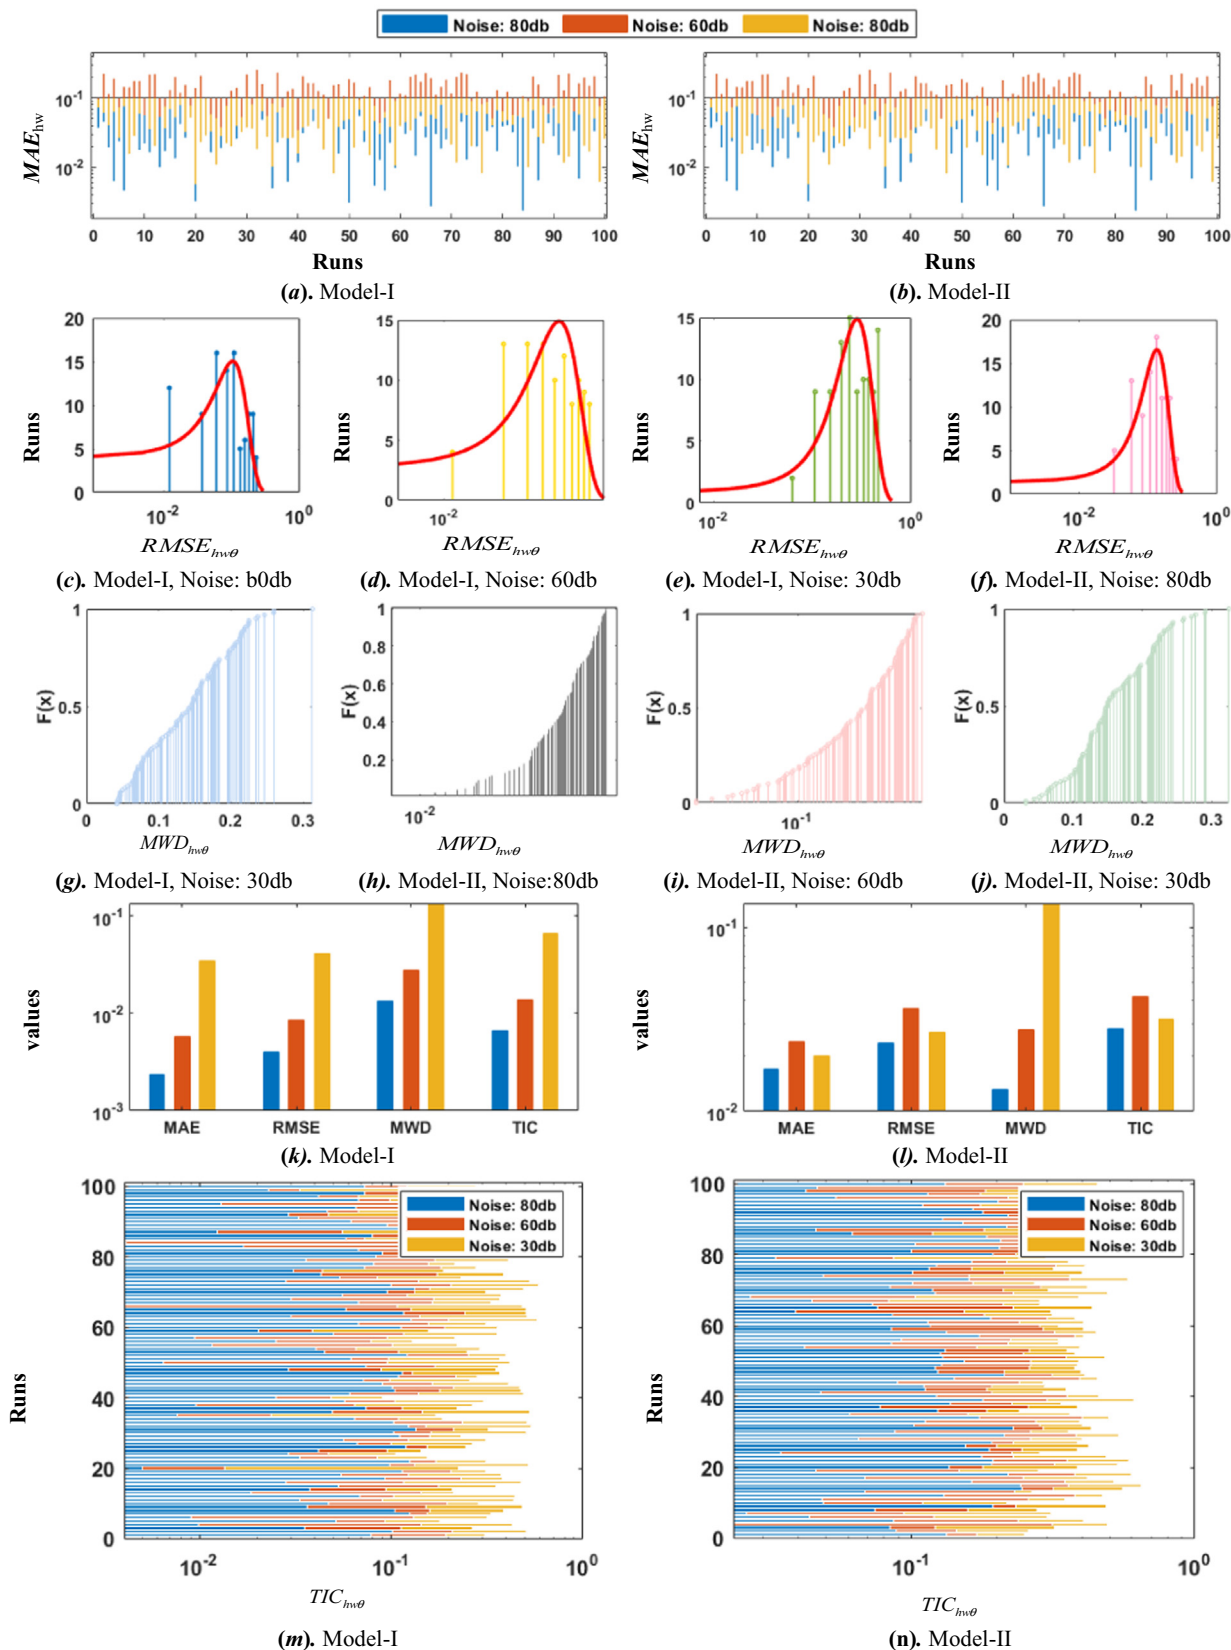 Noise: 80db Noise: 60db Noise: 80db
10^-1
10^-2
MAE_hw
0 10 20 30 40 50 60 70 80 90 100
Runs
(a). Model-I
10^-1
10^-2
MAE_hw
0 10 20 30 40 50 60 70 80 90 100
Runs
(b). Model-II
20
15
10
5
0
Runs
10^-2 10^0
RMSE_hwθ
(c). Model-I, Noise: b0db
15
10
5
0
Runs
10^-2
RMSE_hwθ
(d). Model-I, Noise: 60db
15
10
5
0
Runs
10^-2 10^0
RMSE_hwθ
(e). Model-I, Noise: 30db
20
15
10
5
0
Runs
10^-2 10^0
RMSE_hwθ
(f). Model-II, Noise: 80db
1
0.5
0
F(x)
0 0.1 0.2 0.3
MWD_hwθ
(g). Model-I, Noise: 30db
1
0.8
0.6
0.4
0.2
F(x)
10^-2
MWD_hwθ
(h). Model-II, Noise:80db
1
0.5
0
F(x)
10^-1
MWD_hwθ
(i). Model-II, Noise: 60db
1
0.5
0
F(x)
0 0.1 0.2 0.3
MWD_hwθ
(j). Model-II, Noise: 30db
10^-1
10^-2
10^-3
values
MAE RMSE MWD TIC
(k). Model-I
10^-1
10^-2
values
MAE RMSE MWD TIC
(l). Model-II
100
80
60
40
20
0
Runs
Noise: 80db
Noise: 60db
Noise: 30db
10^-2 10^-1 10^0
TIC_hwθ
(m). Model-I
100
80
60
40
20
0
Runs
Noise: 80db
Noise: 60db
Noise: 30db
10^-1 10^0
TIC_hwθ
(n). Model-II